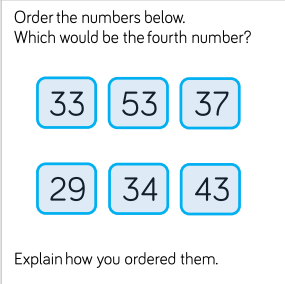 Order the numbers below.
Which would be the fourth number?
33 53 37
29 34 43
Explain how you ordered them.